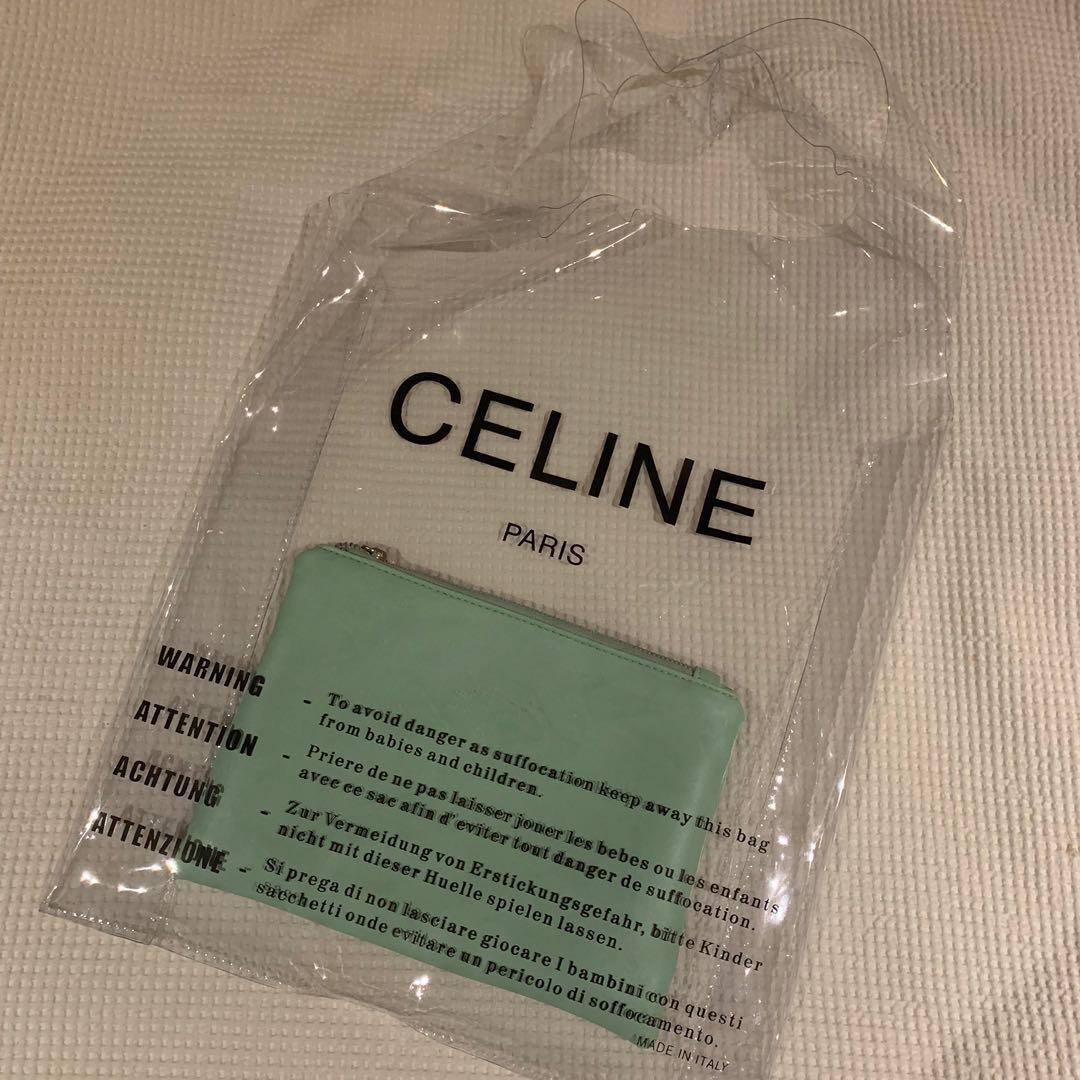 CELINE
PARIS
WARNING
- To avoid danger as suffocation keep away this bag
from babies and children.
ATTENTION
- Priere de ne pas laisser jouer les bebes ou les enfants
avec ce sac afin d'eviter tout danger de suffocation.
ACHTUNG
- Zur Vermeidung von Erstickungsgefahr, bitte Kinder
nicht mit dieser Huelle spielen lassen.
ATTENZIONE
- Si prega di non lasciare giocare I bambini con questi
sacchetti onde evitare un pericolo di soffocamento.
MADE IN ITALY